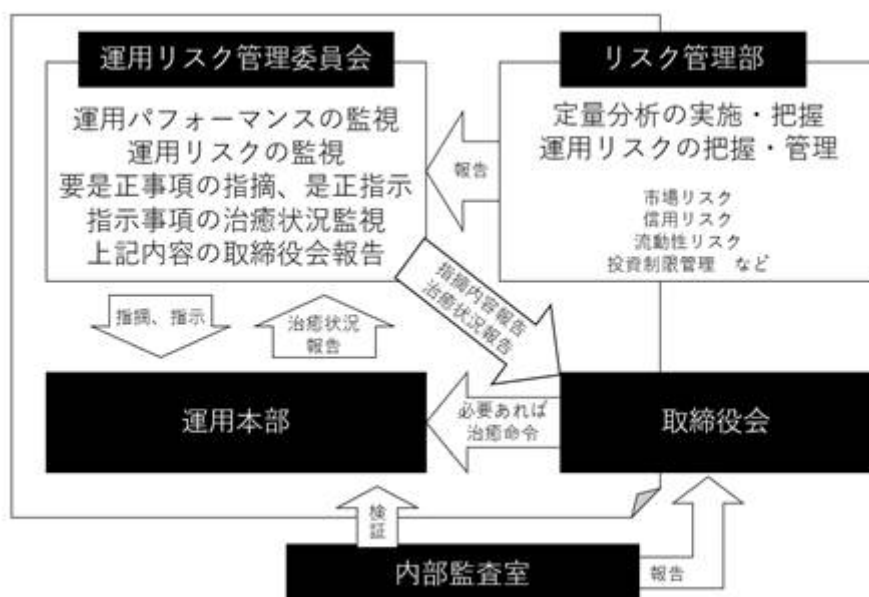 運用リスク管理委員会
運用パフォーマンスの監視
運用リスクの監視
要是正事項の指摘、是正指示
指示事項の治癒状況監視
上記内容の取締役会報告
リスク管理部
定量分析の実施・把握
運用リスクの把握・管理
市場リスク
信用リスク
流動性リスク
投資制限管理　など
報告
指摘内容報告
治癒状況報告
指摘、指示
治癒状況
報告
運用本部
必要あれば
治癒命令
取締役会
検証
内部監査室
報告